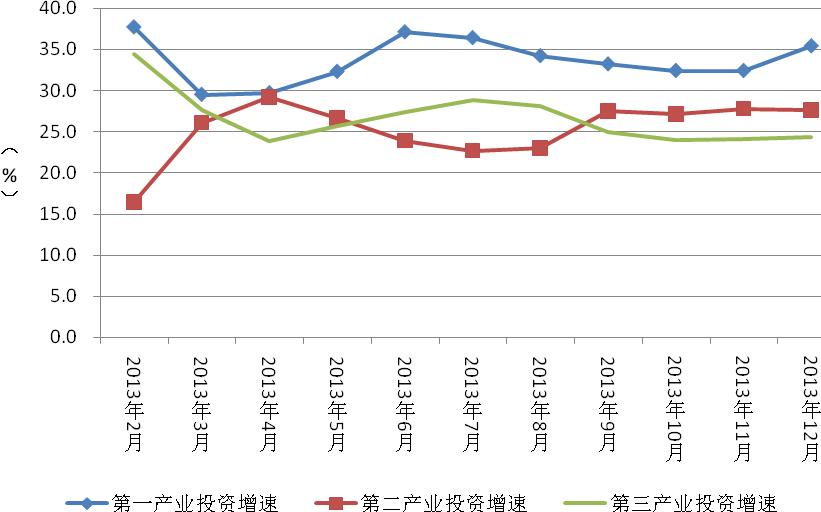 40.0
35.0
30.0
25.0
20.0
15.0
10.0
5.0
0.0
（%）
2013年2月
2013年3月
2013年4月
2013年5月
2013年6月
2013年7月
2013年8月
2013年9月
2013年10月
2013年11月
2013年12月
第一产业投资增速
第二产业投资增速
第三产业投资增速